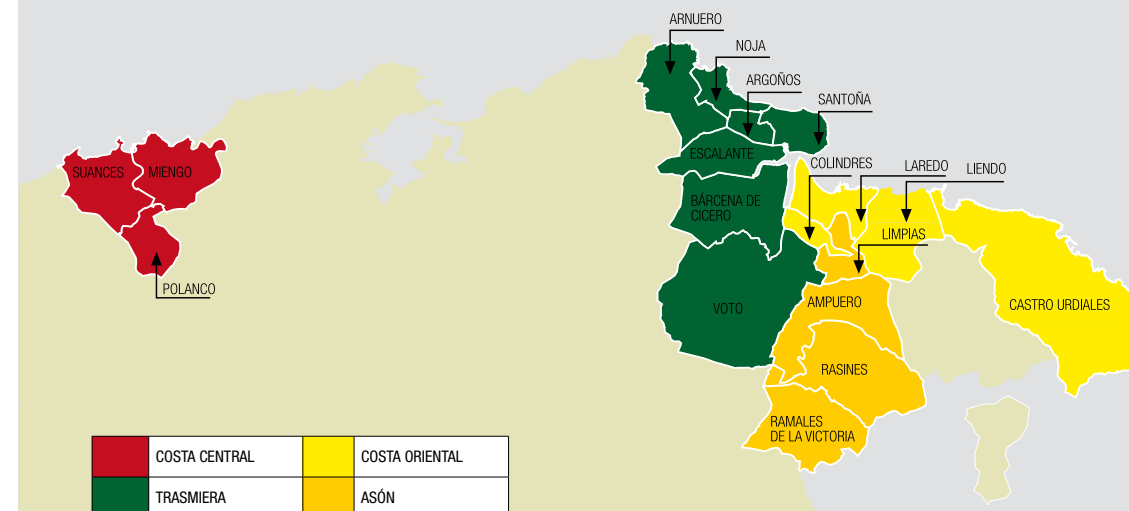 ARNUERO
NOJA
ARGOÑOS
SANTOÑA
ESCALANTE
COLINDRES
LAREDO
LIENDO
SUANCES
MIENGO
BÁRCENA DE
CICERO
LIMPIAS
POLANCO
VOTO
AMPUERO
CASTRO URDIALES
RASINES
RAMALES
DE LA VICTORIA
COSTA CENTRAL
COSTA ORIENTAL
TRASMIERA
ASÓN